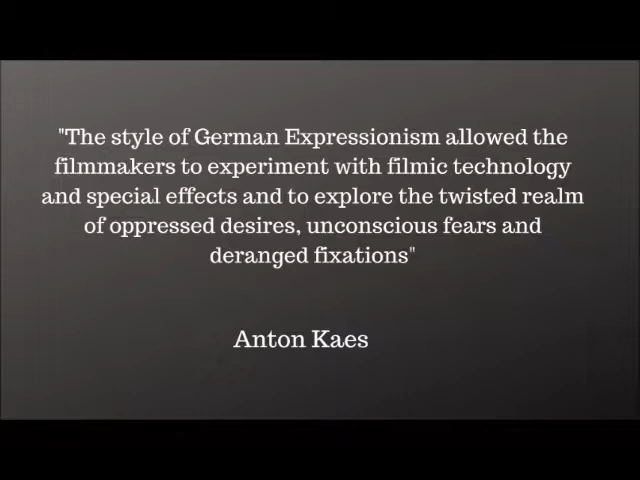 "The style of German Expressionism allowed the
filmmakers to experiment with filmic technology
and special effects and to explore the twisted realm
of oppressed desires, unconscious fears and
deranged fixations"
Anton Kaes